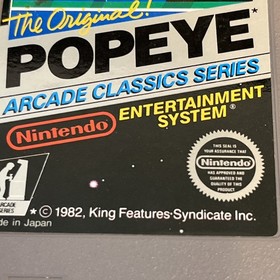 The Original!
POPEYE®
ARCADE CLASSICS SERIES
Nintendo®
ENTERTAINMENT
SYSTEM
THIS SEAL IS
YOUR ASSURANCE THAT
Nintendo
HAS APPROVED AND
GUARANTEED THE
QUALITY OF THIS
PRODUCT
ARCADE
SERIES
* © 1982, King Features Syndicate Inc.
de in Japan